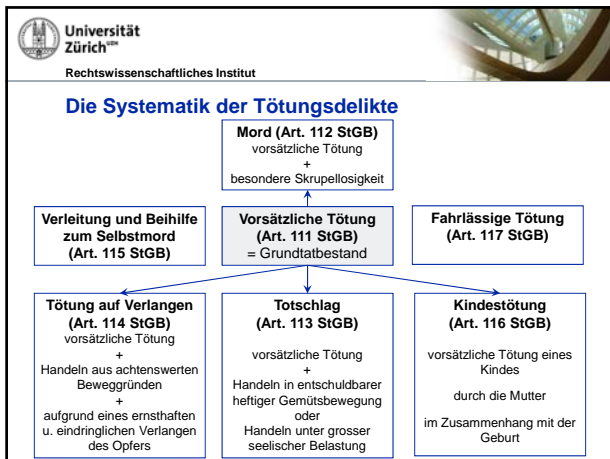 Universität
Zürich UZH
Rechtswissenschaftliches Institut
Die Systematik der Tötungsdelikte
Mord (Art. 112 StGB)
vorsätzliche Tötung
+
besondere Skrupellosigkeit
Verleitung und Beihilfe
zum Selbstmord
(Art. 115 StGB)
Vorsätzliche Tötung
(Art. 111 StGB)
= Grundtatbestand
Fahrlässige Tötung
(Art. 117 StGB)
Tötung auf Verlangen
(Art. 114 StGB)
vorsätzliche Tötung
+
Handeln aus achtenswerten
Beweggründen
+
aufgrund eines ernsthaften
u. eindringlichen Verlangen
des Opfers
Totschlag
(Art. 113 StGB)
vorsätzliche Tötung
+
Handeln in entschuldbarer
heftiger Gemütsbewegung
oder
Handeln unter grosser
seelischer Belastung
Kindestötung
(Art. 116 StGB)
vorsätzliche Tötung eines
Kindes
durch die Mutter
im Zusammenhang mit der
Geburt